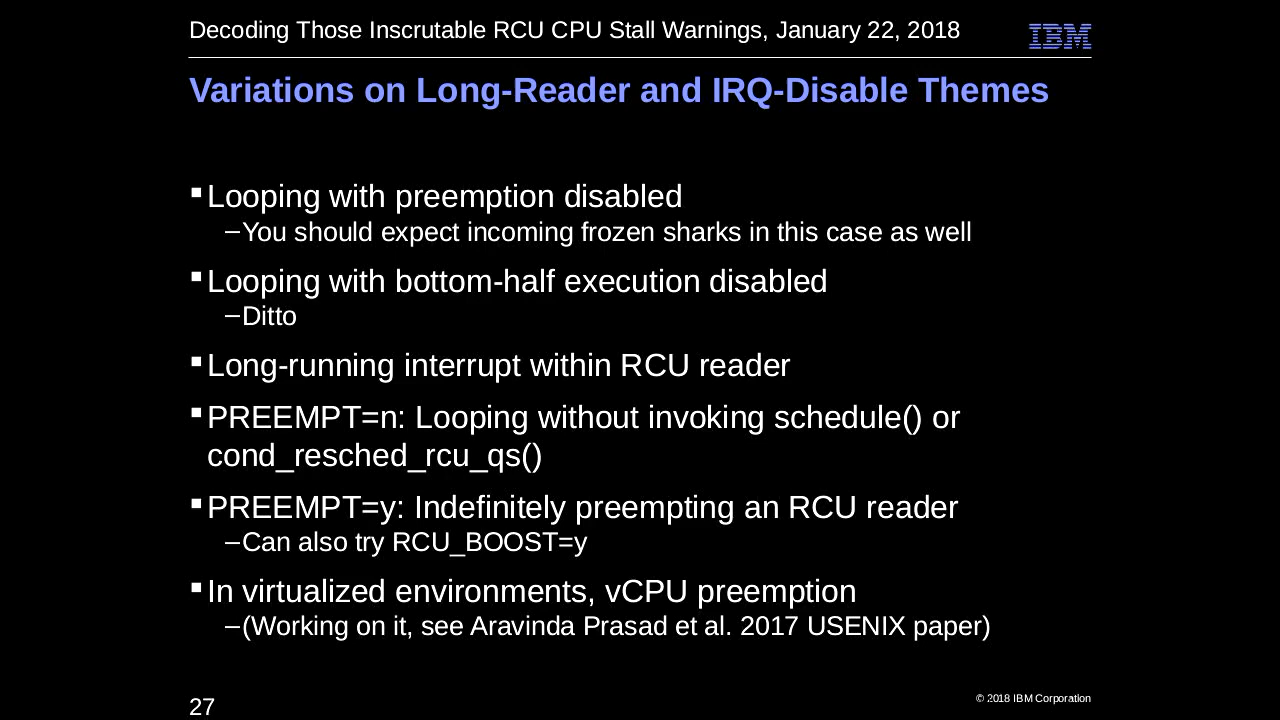 Decoding Those Inscrutable RCU CPU Stall Warnings, January 22, 2018
IBM
Variations on Long-Reader and IRQ-Disable Themes
▪Looping with preemption disabled
–You should expect incoming frozen sharks in this case as well
▪Looping with bottom-half execution disabled
–Ditto
▪Long-running interrupt within RCU reader
▪PREEMPT=n: Looping without invoking schedule() or
cond_resched_rcu_qs()
▪PREEMPT=y: Indefinitely preempting an RCU reader
–Can also try RCU_BOOST=y
▪In virtualized environments, vCPU preemption
–(Working on it, see Aravinda Prasad et al. 2017 USENIX paper)
27
© 2018 IBM Corporation